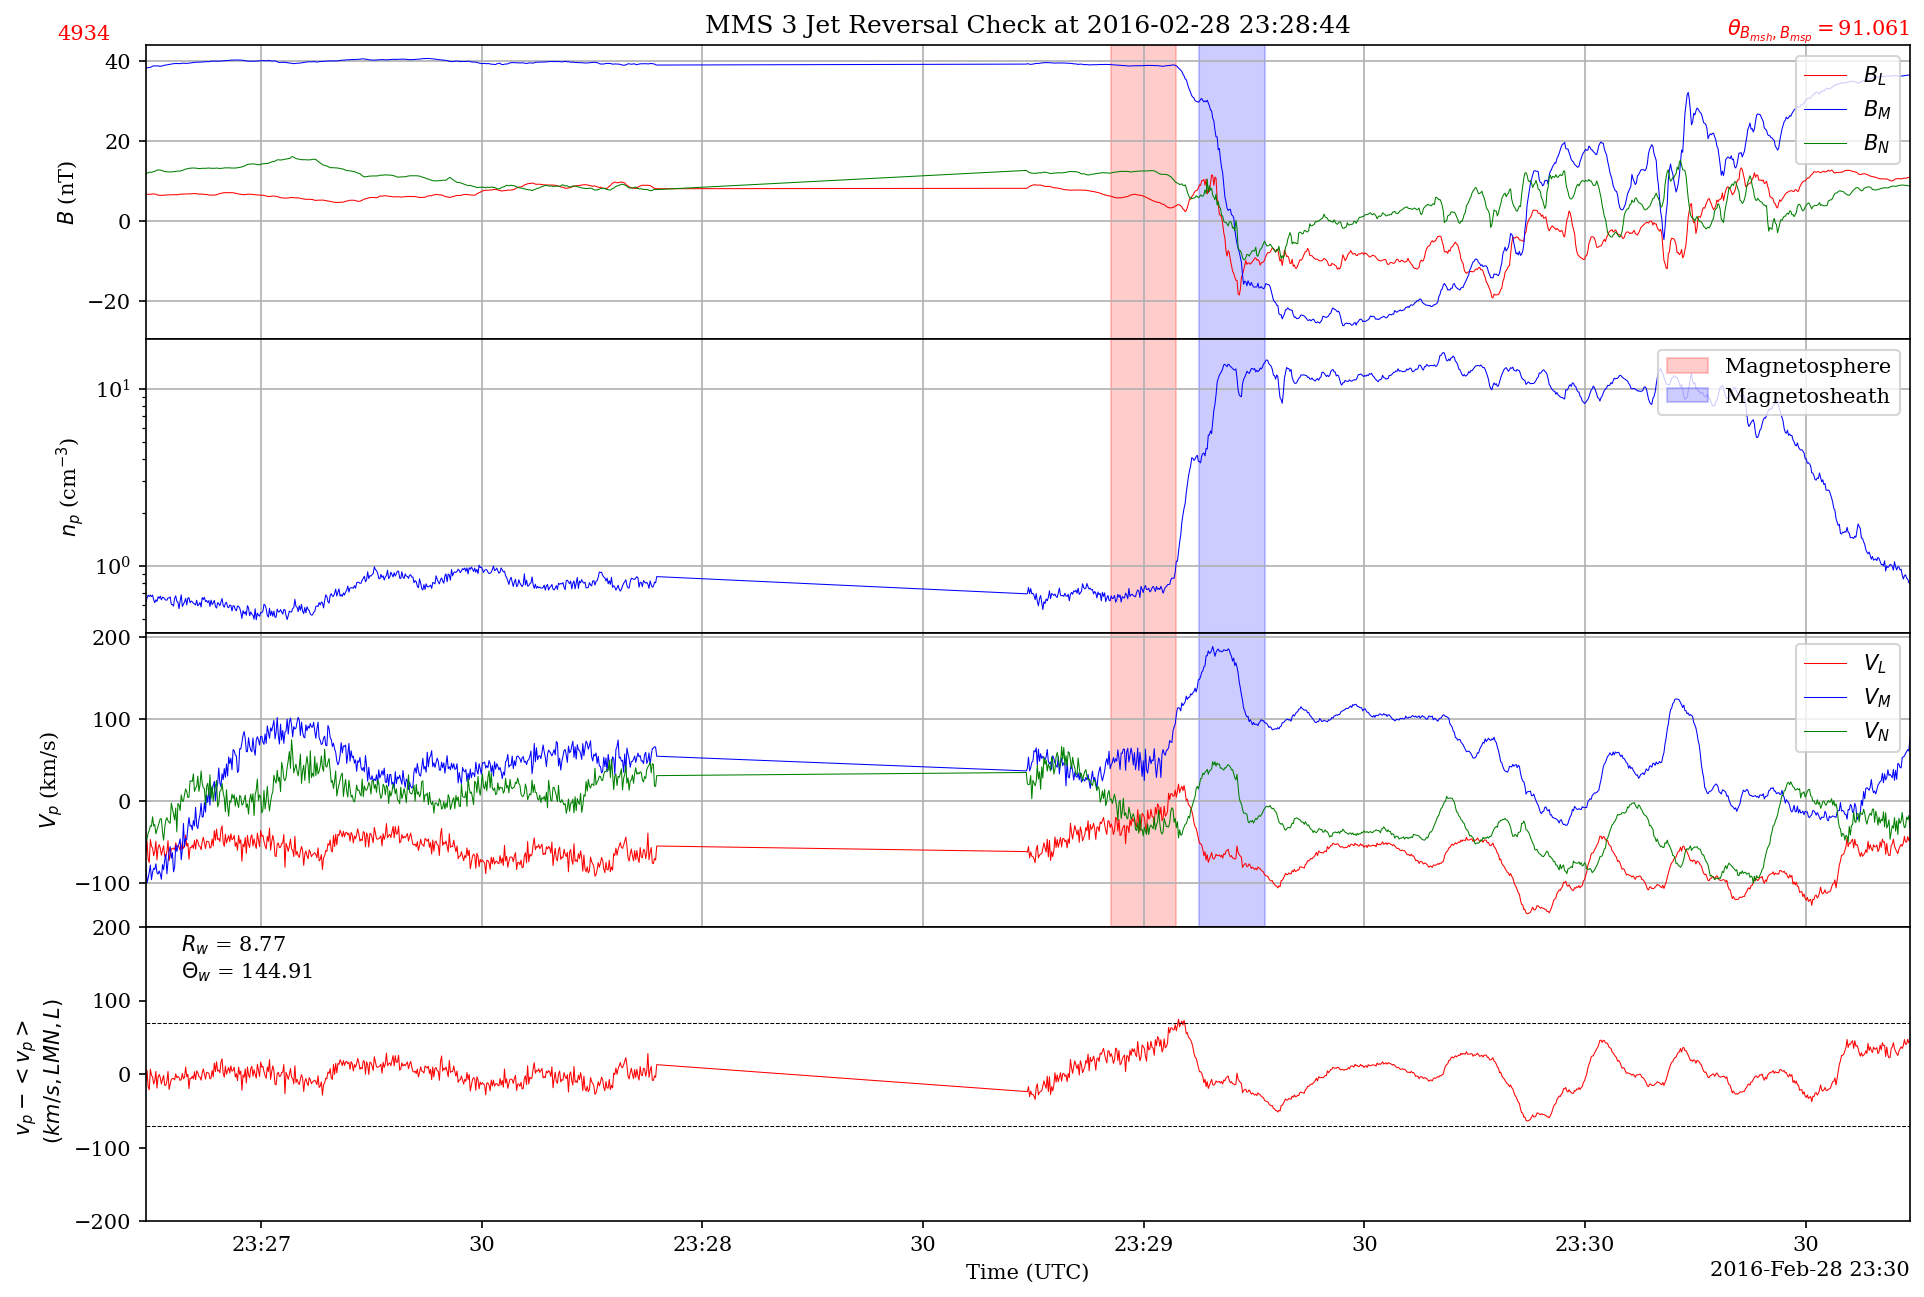 MMS 3 Jet Reversal Check at 2016-02-28 23:28:44
4934
θ_{B_{msh}, B_{msp}} = 91.061
40
20
0
−20
B (nT)
B_L
B_M
B_N
10^1
10^0
n_p (cm^{−3})
Magnetosphere
Magnetosheath
200
100
0
−100
V_p (km/s)
V_L
V_M
V_N
200
100
0
−100
−200
v_p − < v_p >
(km/s, LMN, L)
R_w = 8.77
Θ_w = 144.91
23:27
30
23:28
30
23:29
30
23:30
30
Time (UTC)
2016-Feb-28 23:30